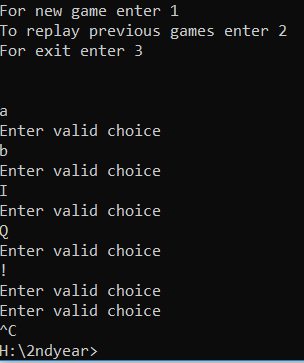 For new game enter 1
To replay previous games enter 2
For exit enter 3
a
Enter valid choice
b
Enter valid choice
I
Enter valid choice
Q
Enter valid choice
!
Enter valid choice
Enter valid choice
^C
H:\2ndyear>